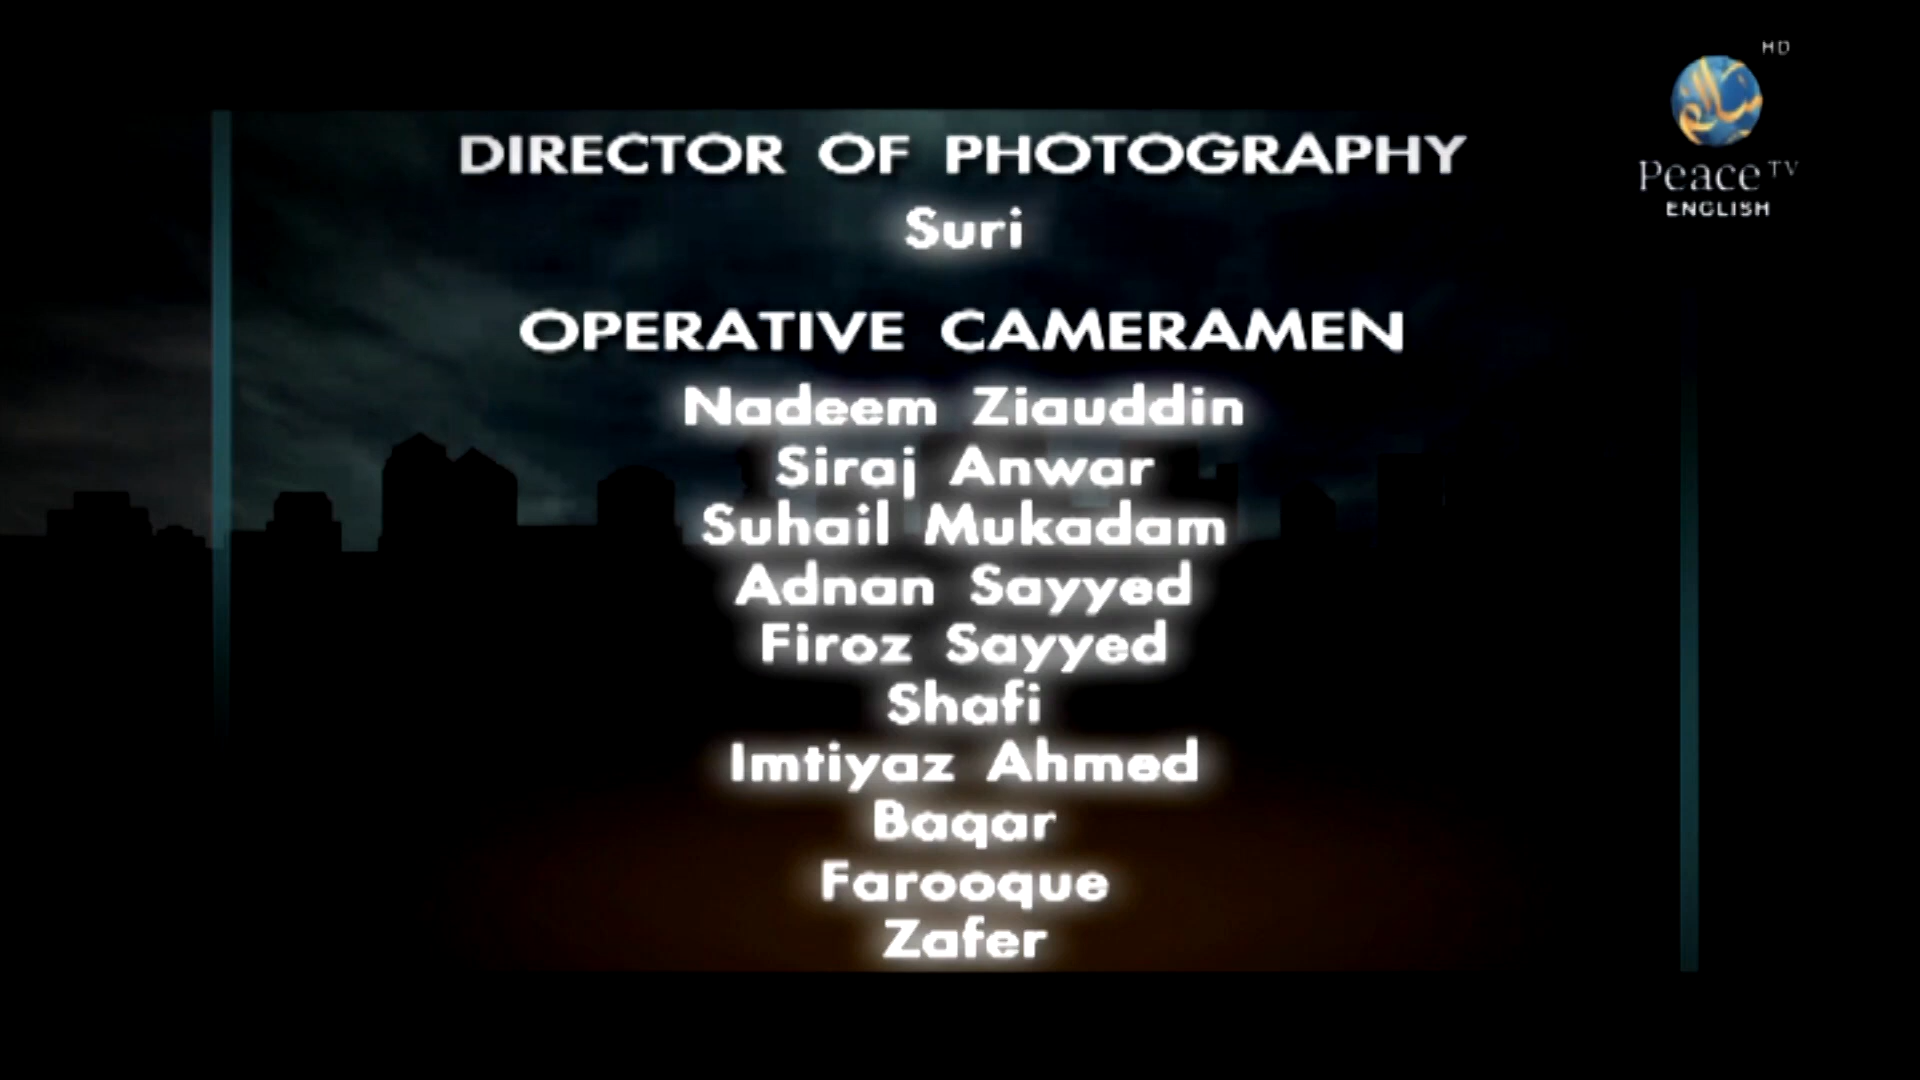 HD
سلام
Peace TV
ENGLISH
DIRECTOR OF PHOTOGRAPHY
Suri
OPERATIVE CAMERAMEN
Nadeem Ziauddin
Siraj Anwar
Suhail Mukadam
Adnan Sayyed
Firoz Sayyed
Shafi
Imtiyaz Ahmed
Baqar
Farooque
Zafer